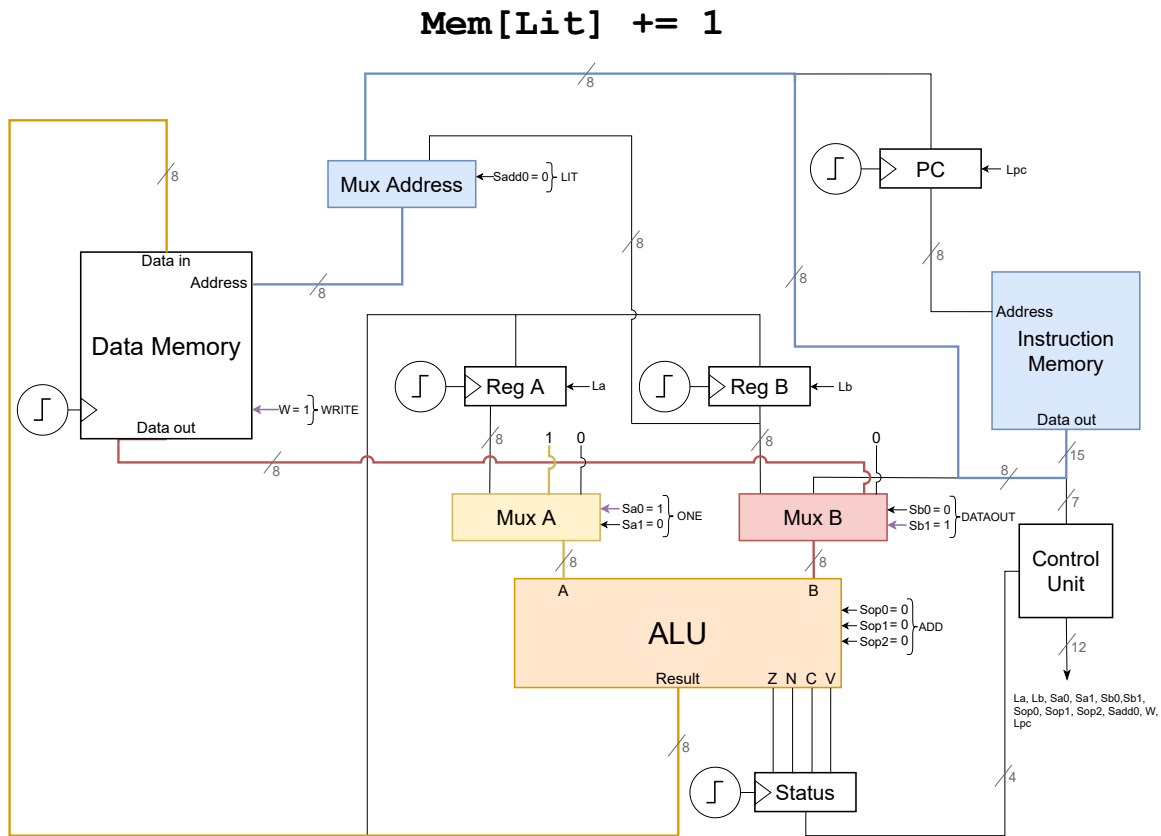 Mem[Lit] += 1
8
8
Mux Address
Sadd0 = 0
LIT
PC
Lpc
8
8
Data in
Address
8
Data Memory
Address
Instruction
Memory
Data out
Reg A
La
Reg B
Lb
W = 1
WRITE
Data out
8
8
1
0
8
0
15
8
7
Mux A
Sa0 = 1
Sa1 = 0
ONE
Mux B
Sb0 = 0
Sb1 = 1
DATAOUT
8
8
Control
Unit
A
B
ALU
Sop0 = 0
Sop1 = 0
Sop2 = 0
ADD
12
Result
Z N C V
La, Lb, Sa0, Sa1, Sb0,Sb1,
Sop0, Sop1, Sop2, Sadd0, W,
Lpc
8
4
Status